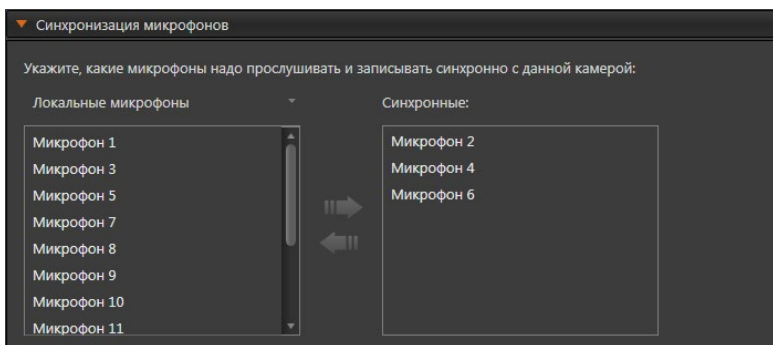 Синхронизация микрофонов
Укажите, какие микрофоны надо прослушивать и записывать синхронно с данной камерой:
Локальные микрофоны
Синхронные:
Микрофон 1
Микрофон 3
Микрофон 5
Микрофон 7
Микрофон 8
Микрофон 9
Микрофон 10
Микрофон 11
Микрофон 2
Микрофон 4
Микрофон 6